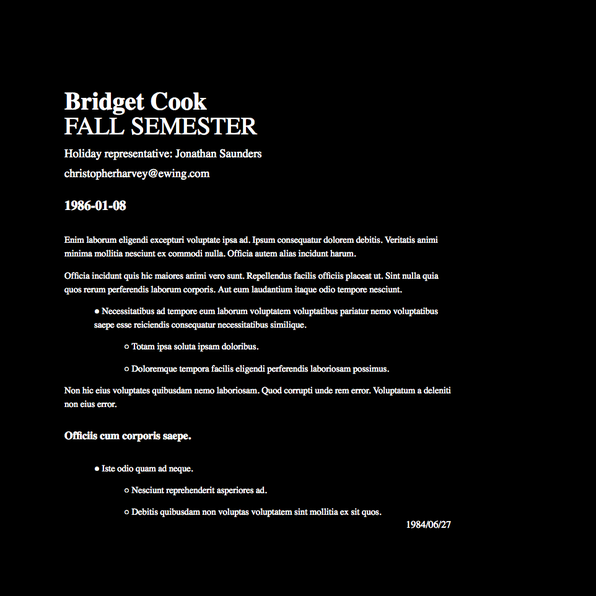 Bridget Cook
FALL SEMESTER
Holiday representative: Jonathan Saunders
christopherharvey@ewing.com
1986-01-08
Enim laborum eligendi excepturi voluptate ipsa ad. Ipsum consequatur dolorem debitis. Veritatis animi
minima mollitia nesciunt ex commodi nulla. Officia autem alias incidunt harum.
Officia incidunt quis hic maiores animi vero sunt. Repellendus facilis officiis placeat ut. Sint nulla quia
quos rerum perferendis laborum corporis. Aut eum laudantium itaque odio tempore nesciunt.
● Necessitatibus ad tempore eum laborum voluptatem voluptatibus pariatur nemo voluptatibus
saepe esse reiciendis consequatur necessitatibus similique.
○ Totam ipsa soluta ipsam doloribus.
○ Doloremque tempora facilis eligendi perferendis laboriosam possimus.
Non hic eius voluptates quibusdam nemo laboriosam. Quod corrupti unde rem error. Voluptatum a deleniti
non eius error.
Officiis cum corporis saepe.
● Iste odio quam ad neque.
○ Nesciunt reprehenderit asperiores ad.
○ Debitis quibusdam non voluptas voluptatem sint mollitia ex sit quos.
1984/06/27